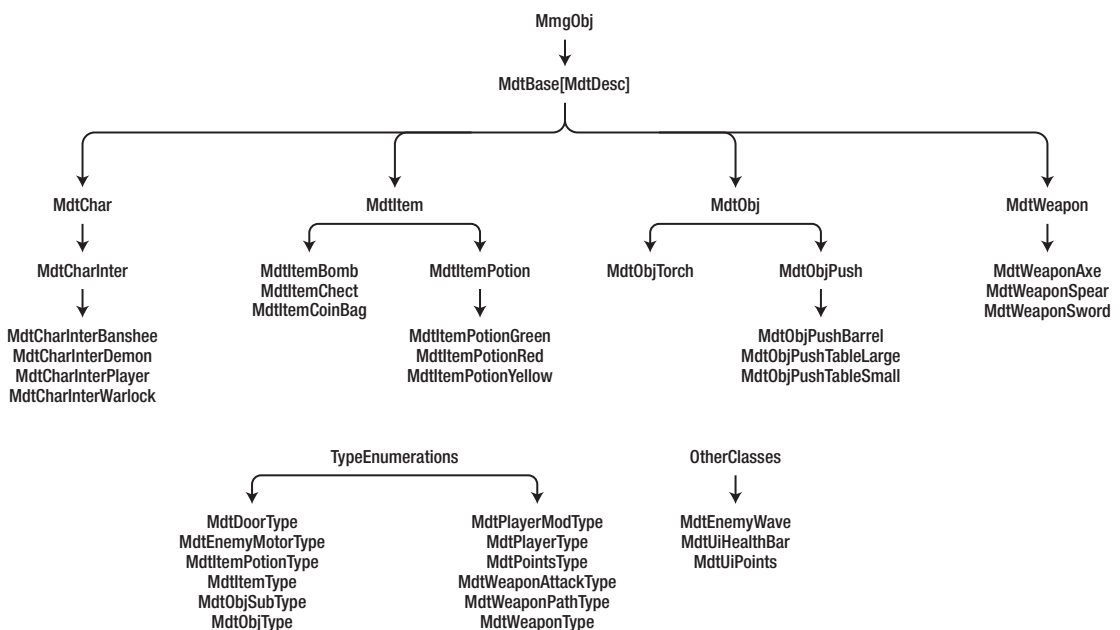 MmgObj
MdtBase[MdtDesc]
MdtChar
MdtItem
MdtObj
MdtWeapon
MdtCharInter
MdtItemBomb
MdtItemChect
MdtItemCoinBag
MdtItemPotion
MdtObjTorch
MdtObjPush
MdtWeaponAxe
MdtWeaponSpear
MdtWeaponSword
MdtCharInterBanshee
MdtCharInterDemon
MdtCharInterPlayer
MdtCharInterWarlock
MdtItemPotionGreen
MdtItemPotionRed
MdtItemPotionYellow
MdtObjPushBarrel
MdtObjPushTableLarge
MdtObjPushTableSmall
TypeEnumerations
OtherClasses
MdtDoorType
MdtEnemyMotorType
MdtItemPotionType
MdtItemType
MdtObjSubType
MdtObjType
MdtPlayerModType
MdtPlayerType
MdtPointsType
MdtWeaponAttackType
MdtWeaponPathType
MdtWeaponType
MdtEnemyWave
MdtUiHealthBar
MdtUiPoints